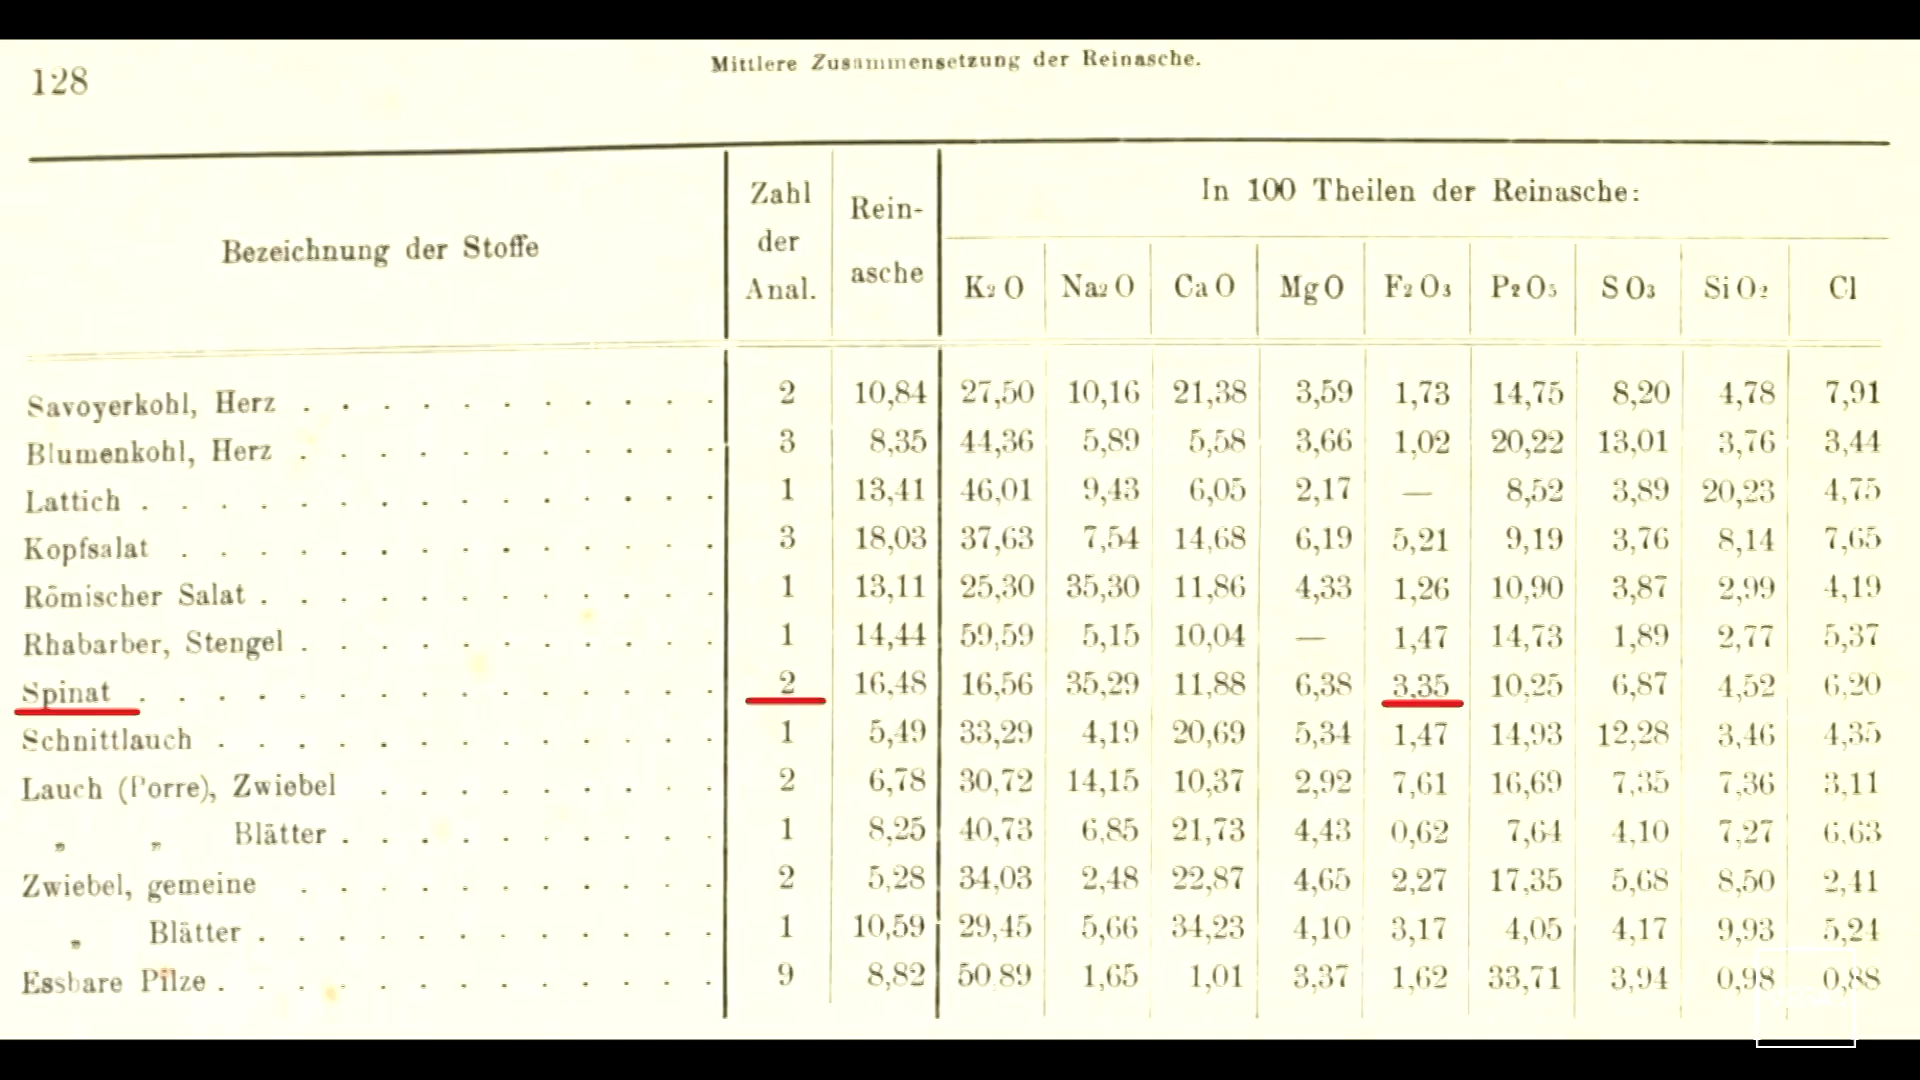 128
Mittlere Zusammensetzung der Reinasche.
Bezeichnung der Stoffe
Zahl der Anal.
Rein-asche
In 100 Theilen der Reinasche:
K₂O Na₂O CaO MgO F₂O₃ P₂O₅ SO₃ SiO₂ Cl
Savoyerkohl, Herz . . . . . . . . . . . 2 10,84 27,50 10,16 21,38 3,59 1,73 14,75 8,20 4,78 7,91
Blumenkohl, Herz . . . . . . . . . . . 3 8,35 44,36 5,89 5,58 3,66 1,02 20,22 13,01 3,76 3,44
Lattich . . . . . . . . . . . . . . . 1 13,41 46,01 9,43 6,05 2,17 — 8,52 3,89 20,23 4,75
Kopfsalat . . . . . . . . . . . . . . 3 18,03 37,63 7,54 14,68 6,19 5,21 9,19 3,76 8,14 7,65
Römischer Salat . . . . . . . . . . . . 1 13,11 25,30 35,30 11,86 4,33 1,26 10,90 3,87 2,99 4,19
Rhabarber, Stengel . . . . . . . . . . . 1 14,44 59,59 5,15 10,04 — 1,47 14,73 1,89 2,77 5,37
Spinat . . . . . . . . . . . . . . . 2 16,48 16,56 35,29 11,88 6,38 3,35 10,25 6,87 4,52 6,20
Schnittlauch . . . . . . . . . . . . . 1 5,49 33,29 4,19 20,69 5,34 1,47 14,93 12,28 3,46 4,35
Lauch (Porre), Zwiebel . . . . . . . . . 2 6,78 30,72 14,15 10,37 2,92 7,61 16,69 7,35 7,36 3,11
„ „ Blätter . . . . . . . . . . 1 8,25 40,73 6,85 21,73 4,43 0,62 7,64 4,10 7,27 6,63
Zwiebel, gemeine . . . . . . . . . . . 2 5,28 34,03 2,48 22,87 4,65 2,27 17,35 5,68 8,50 2,41
„ Blätter . . . . . . . . . . . . 1 10,59 29,45 5,66 34,23 4,10 3,17 4,05 4,17 9,93 5,24
Essbare Pilze . . . . . . . . . . . . . 9 8,82 50,89 1,65 1,01 3,37 1,62 33,71 3,94 0,98 0,88